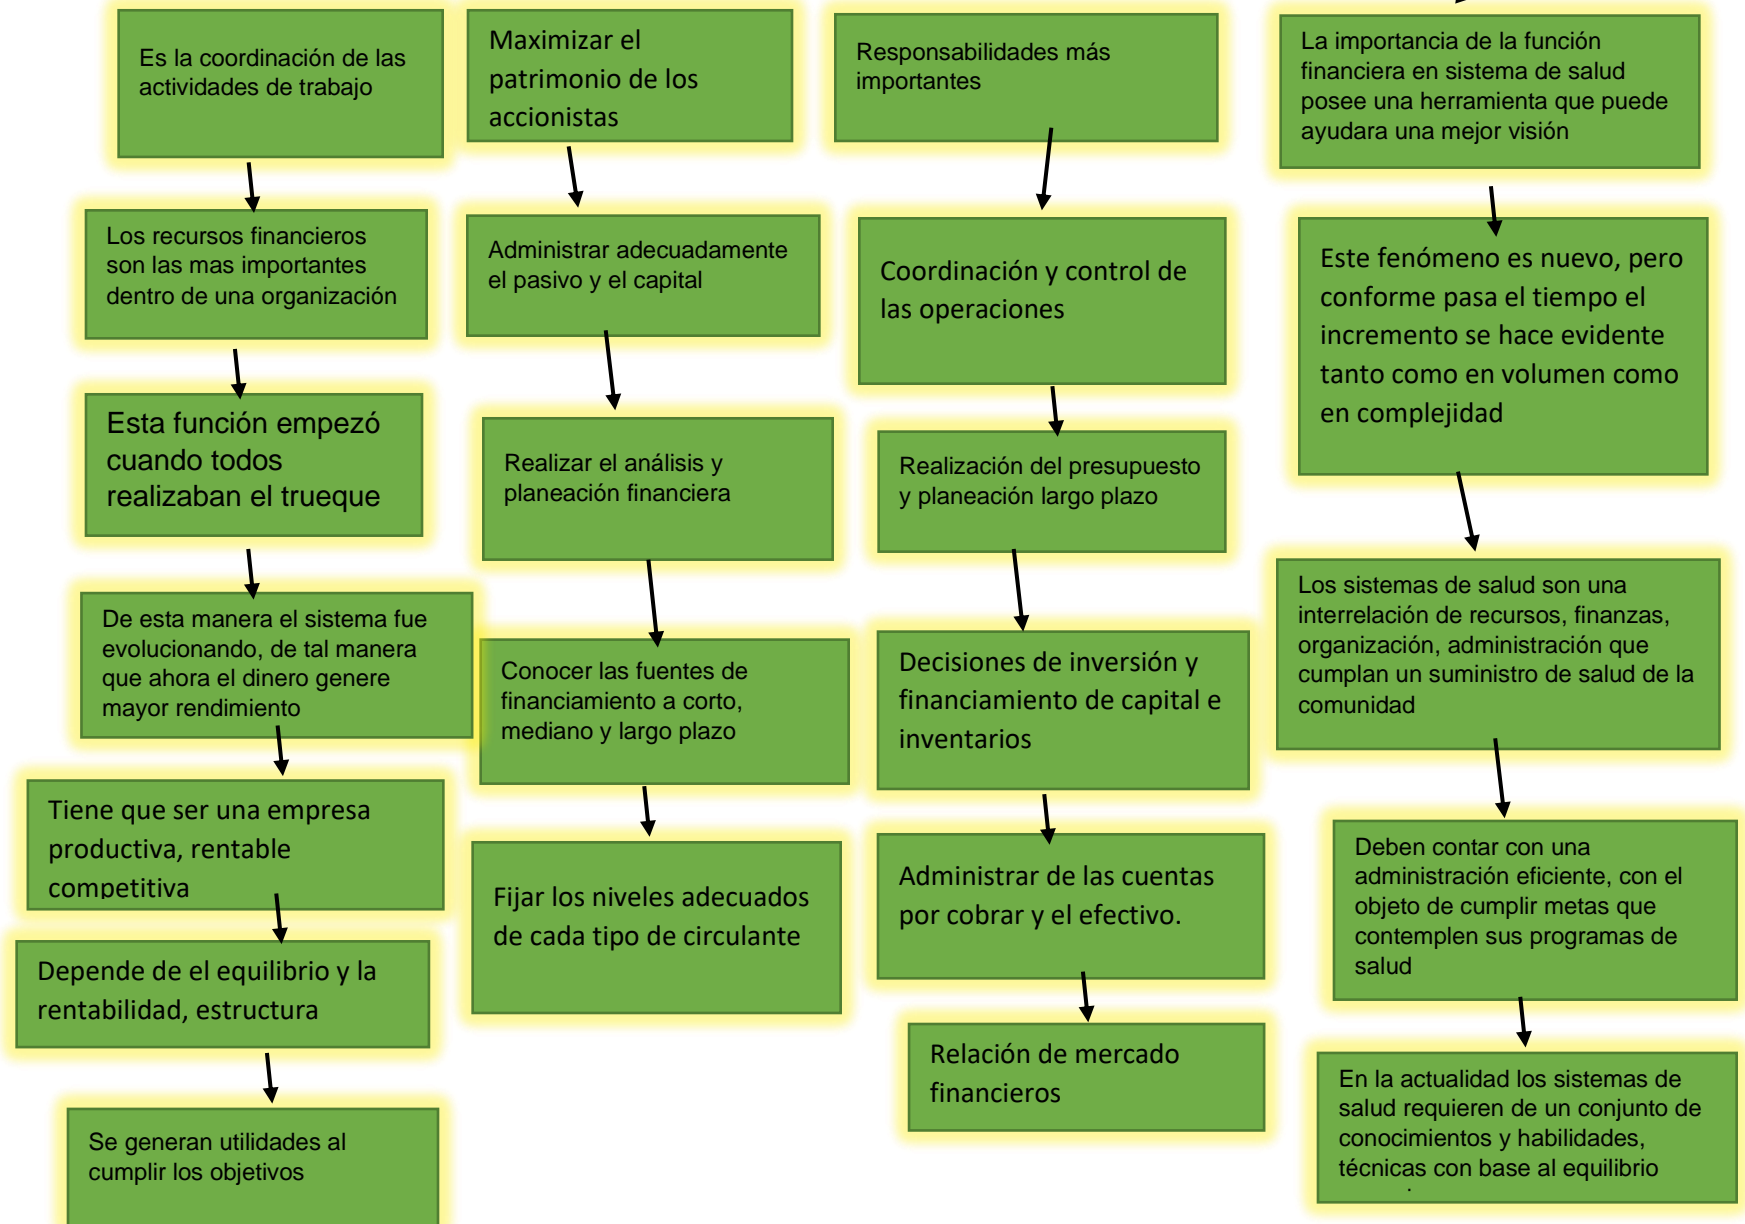 Es la coordinación de las
actividades de trabajo
Los recursos financieros
son las mas importantes
dentro de una organización
Esta función empezó
cuando todos
realizaban el trueque
De esta manera el sistema fue
evolucionando, de tal manera
que ahora el dinero genere
mayor rendimiento
Tiene que ser una empresa
productiva, rentable
competitiva
Depende de el equilibrio y la
rentabilidad, estructura
Se generan utilidades al
cumplir los objetivos
Maximizar el
patrimonio de los
accionistas
Administrar adecuadamente
el pasivo y el capital
Realizar el análisis y
planeación financiera
Conocer las fuentes de
financiamiento a corto,
mediano y largo plazo
Fijar los niveles adecuados
de cada tipo de circulante
Responsabilidades más
importantes
Coordinación y control de
las operaciones
Realización del presupuesto
y planeación largo plazo
Decisiones de inversión y
financiamiento de capital e
inventarios
Administrar de las cuentas
por cobrar y el efectivo.
Relación de mercado
financieros
La importancia de la función
financiera en sistema de salud
posee una herramienta que puede
ayudara una mejor visión
Este fenómeno es nuevo, pero
conforme pasa el tiempo el
incremento se hace evidente
tanto como en volumen como
en complejidad
Los sistemas de salud son una
interrelación de recursos, finanzas,
organización, administración que
cumplan un suministro de salud de la
comunidad
Deben contar con una
administración eficiente, con el
objeto de cumplir metas que
contemplen sus programas de
salud
En la actualidad los sistemas de
salud requieren de un conjunto de
conocimientos y habilidades,
técnicas con base al equilibrio